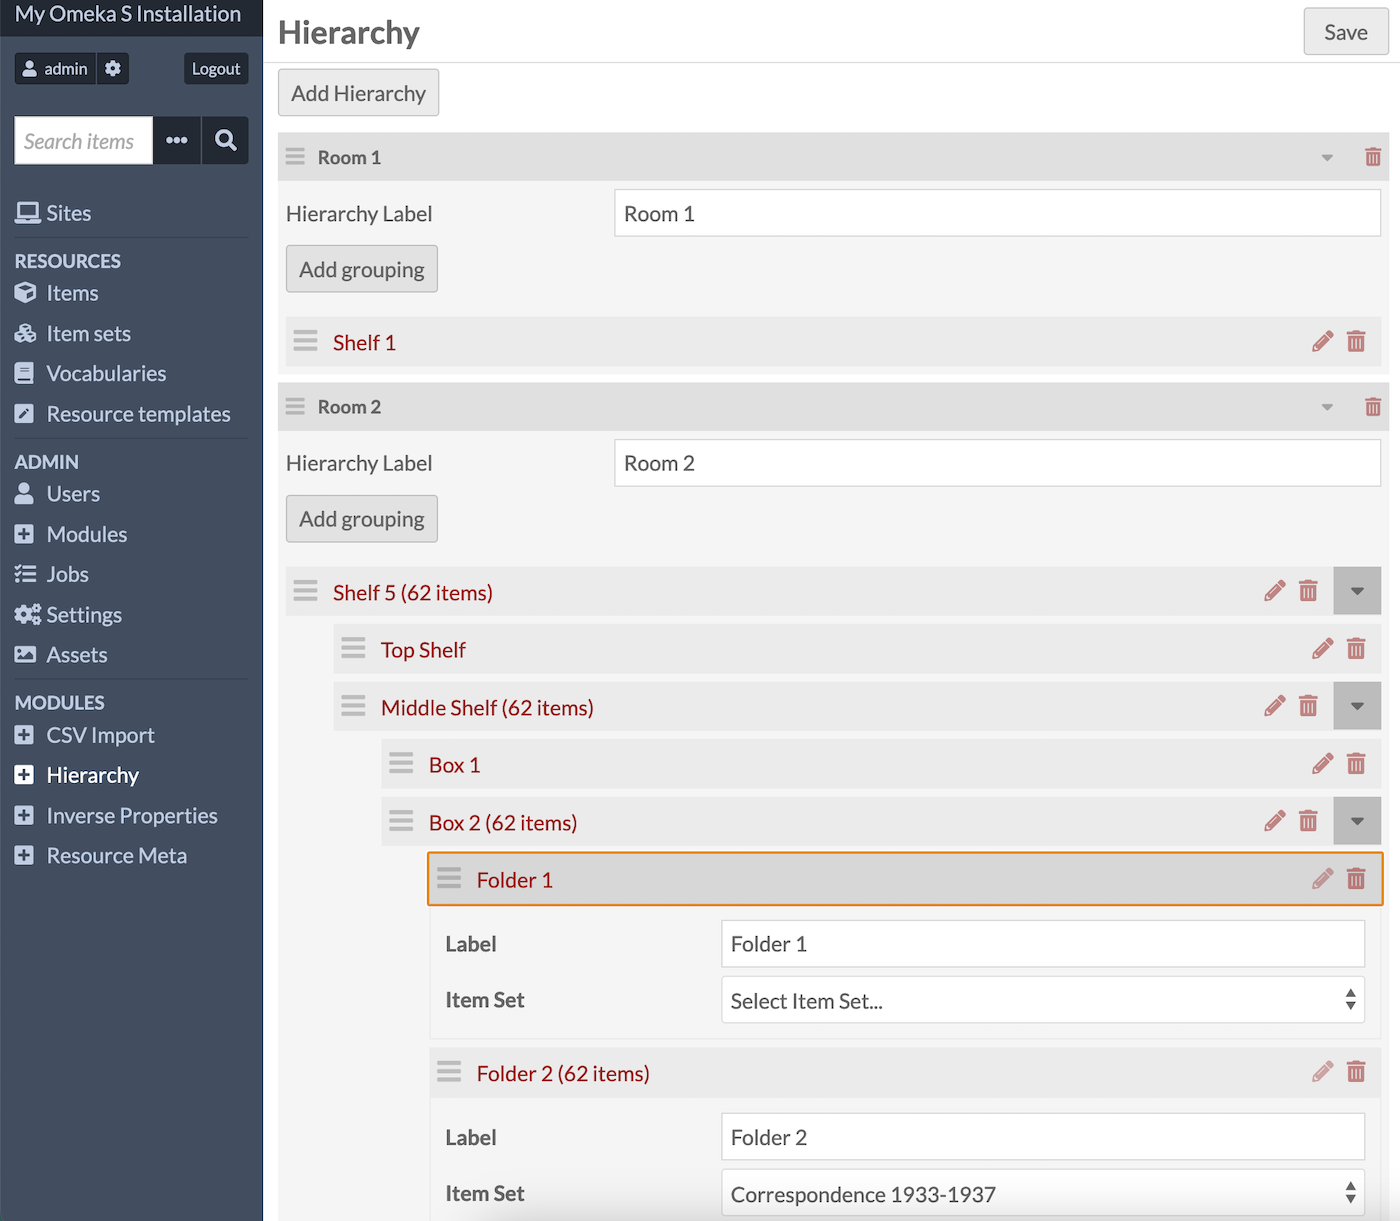 My Omeka S Installation
admin
Logout
Search items
Sites
RESOURCES
Items
Item sets
Vocabularies
Resource templates
ADMIN
Users
Modules
Jobs
Settings
Assets
MODULES
CSV Import
Hierarchy
Inverse Properties
Resource Meta
Hierarchy
Save
Add Hierarchy
Room 1
Hierarchy Label
Room 1
Add grouping
Shelf 1
Room 2
Hierarchy Label
Room 2
Add grouping
Shelf 5 (62 items)
Top Shelf
Middle Shelf (62 items)
Box 1
Box 2 (62 items)
Folder 1
Label
Folder 1
Item Set
Select Item Set...
Folder 2 (62 items)
Label
Folder 2
Item Set
Correspondence 1933-1937